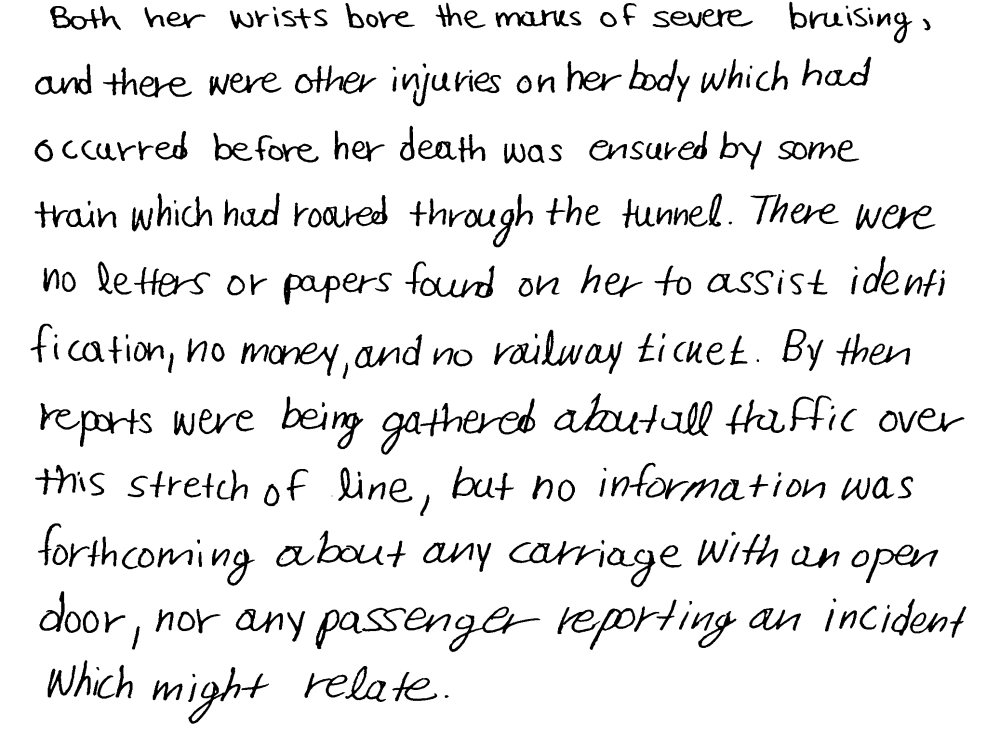 Both her wrists bore the marks of severe bruising,
and there were other injuries on her body which had
occurred before her death was ensured by some
train which had roared through the tunnel. There were
no letters or papers found on her to assist identi
fication, no money, and no railway ticket. By then
reports were being gathered about all traffic over
this stretch of line, but no information was
forthcoming about any carriage with an open
door, nor any passenger reporting an incident
which might relate.